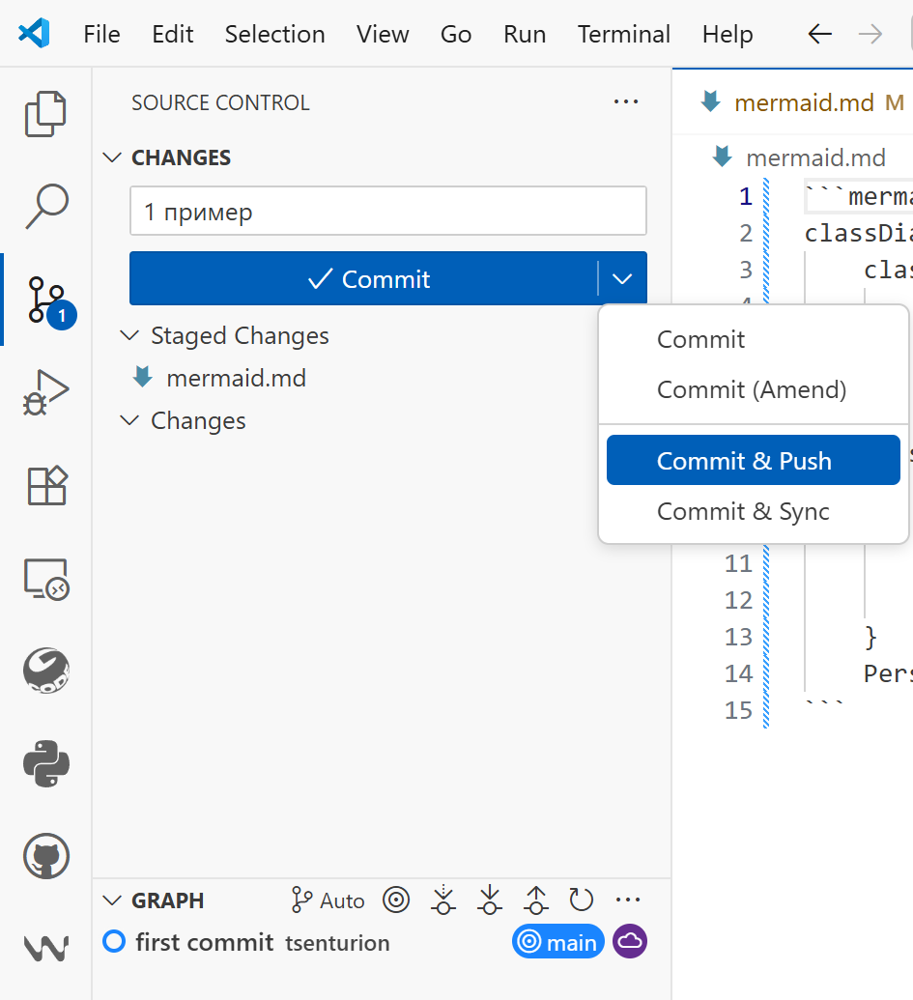 File Edit Selection View Go Run Terminal Help
SOURCE CONTROL
CHANGES
1 пример
Commit
Staged Changes
mermaid.md
Changes
Commit
Commit (Amend)
Commit & Push
Commit & Sync
1
GRAPH
Auto
first commit tsenturion main
mermaid.md M
mermaid.md
1 ```merma
2 classDia
3 clas
11
12
13 }
14 Pers
15 ```